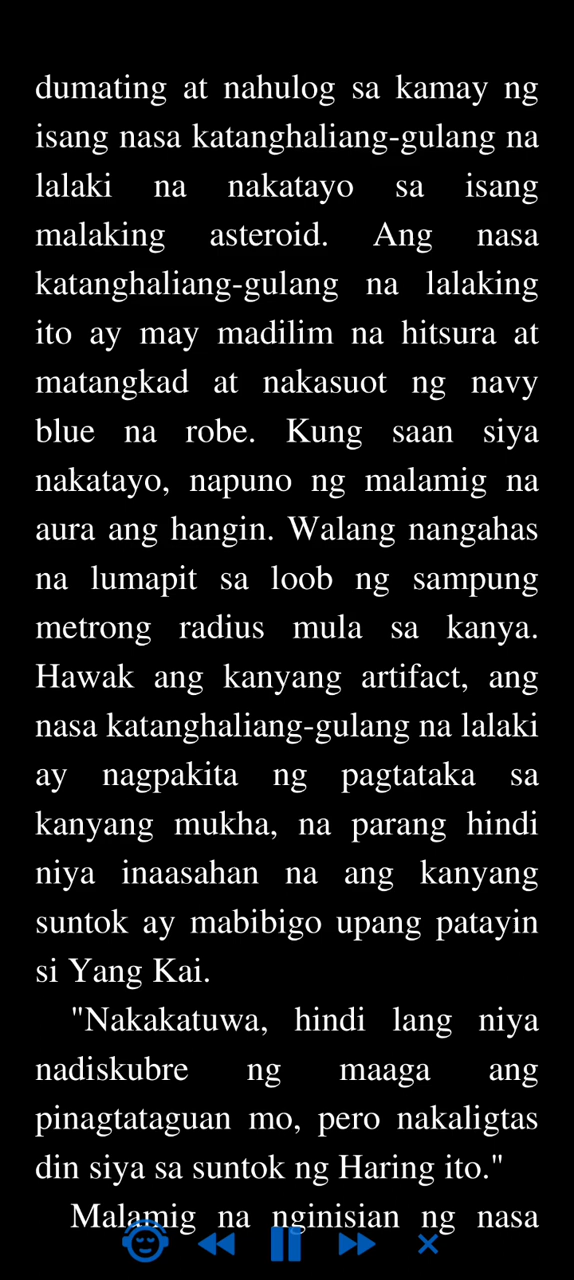 dumating at nahulog sa kamay ng
isang nasa katanghaliang-gulang na
lalaki na nakatayo sa isang
malaking asteroid. Ang nasa
katanghaliang-gulang na lalaking
ito ay may madilim na hitsura at
matangkad at nakasuot ng navy
blue na robe. Kung saan siya
nakatayo, napuno ng malamig na
aura ang hangin. Walang nangahas
na lumapit sa loob ng sampung
metrong radius mula sa kanya.
Hawak ang kanyang artifact, ang
nasa katanghaliang-gulang na lalaki
ay nagpakita ng pagtataka sa
kanyang mukha, na parang hindi
niya inaasahan na ang kanyang
suntok ay mabibigo upang patayin
si Yang Kai.
"Nakakatuwa, hindi lang niya
nadiskubre ng maaga ang
pinagtataguan mo, pero nakaligtas
din siya sa suntok ng Haring ito."
Malamig na nginisian ng nasa